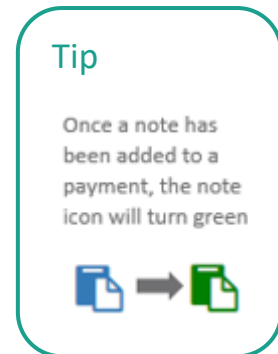 Tip
Once a note has
been added to a
payment, the note
icon will turn green